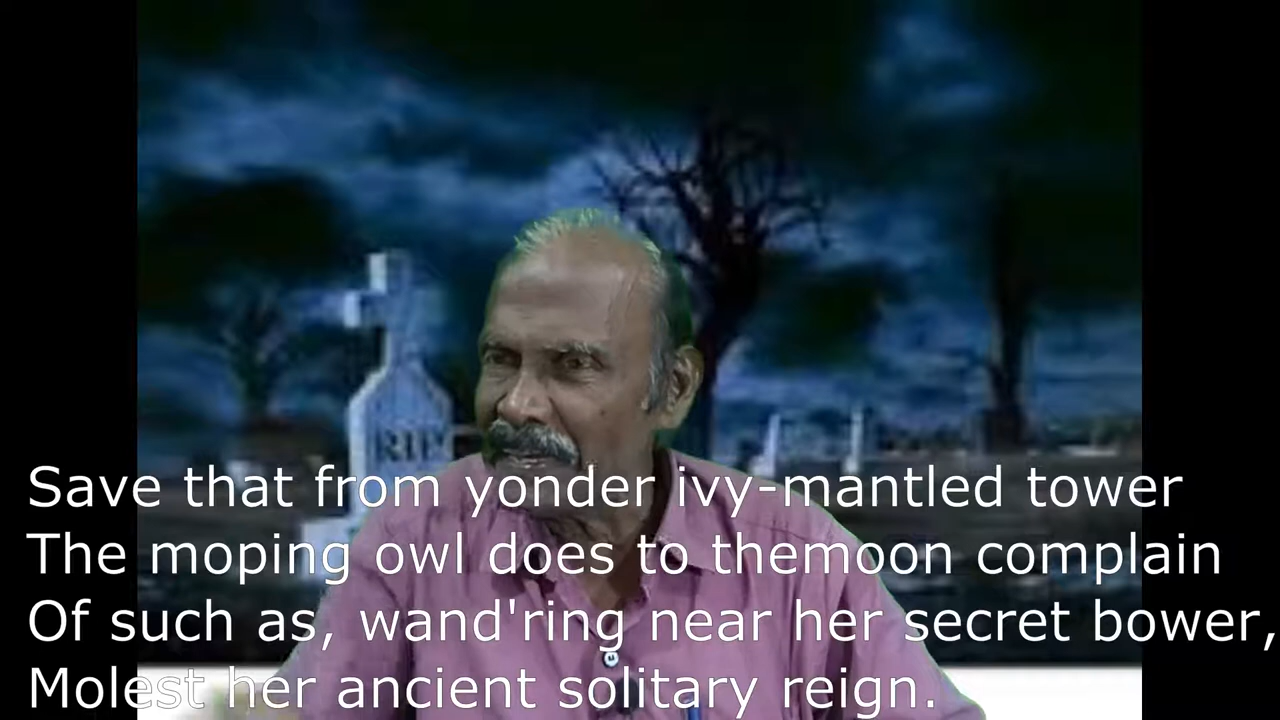 RIP
Save that from yonder ivy-mantled tower
The moping owl does to themoon complain
Of such as, wand'ring near her secret bower,
Molest her ancient solitary reign.